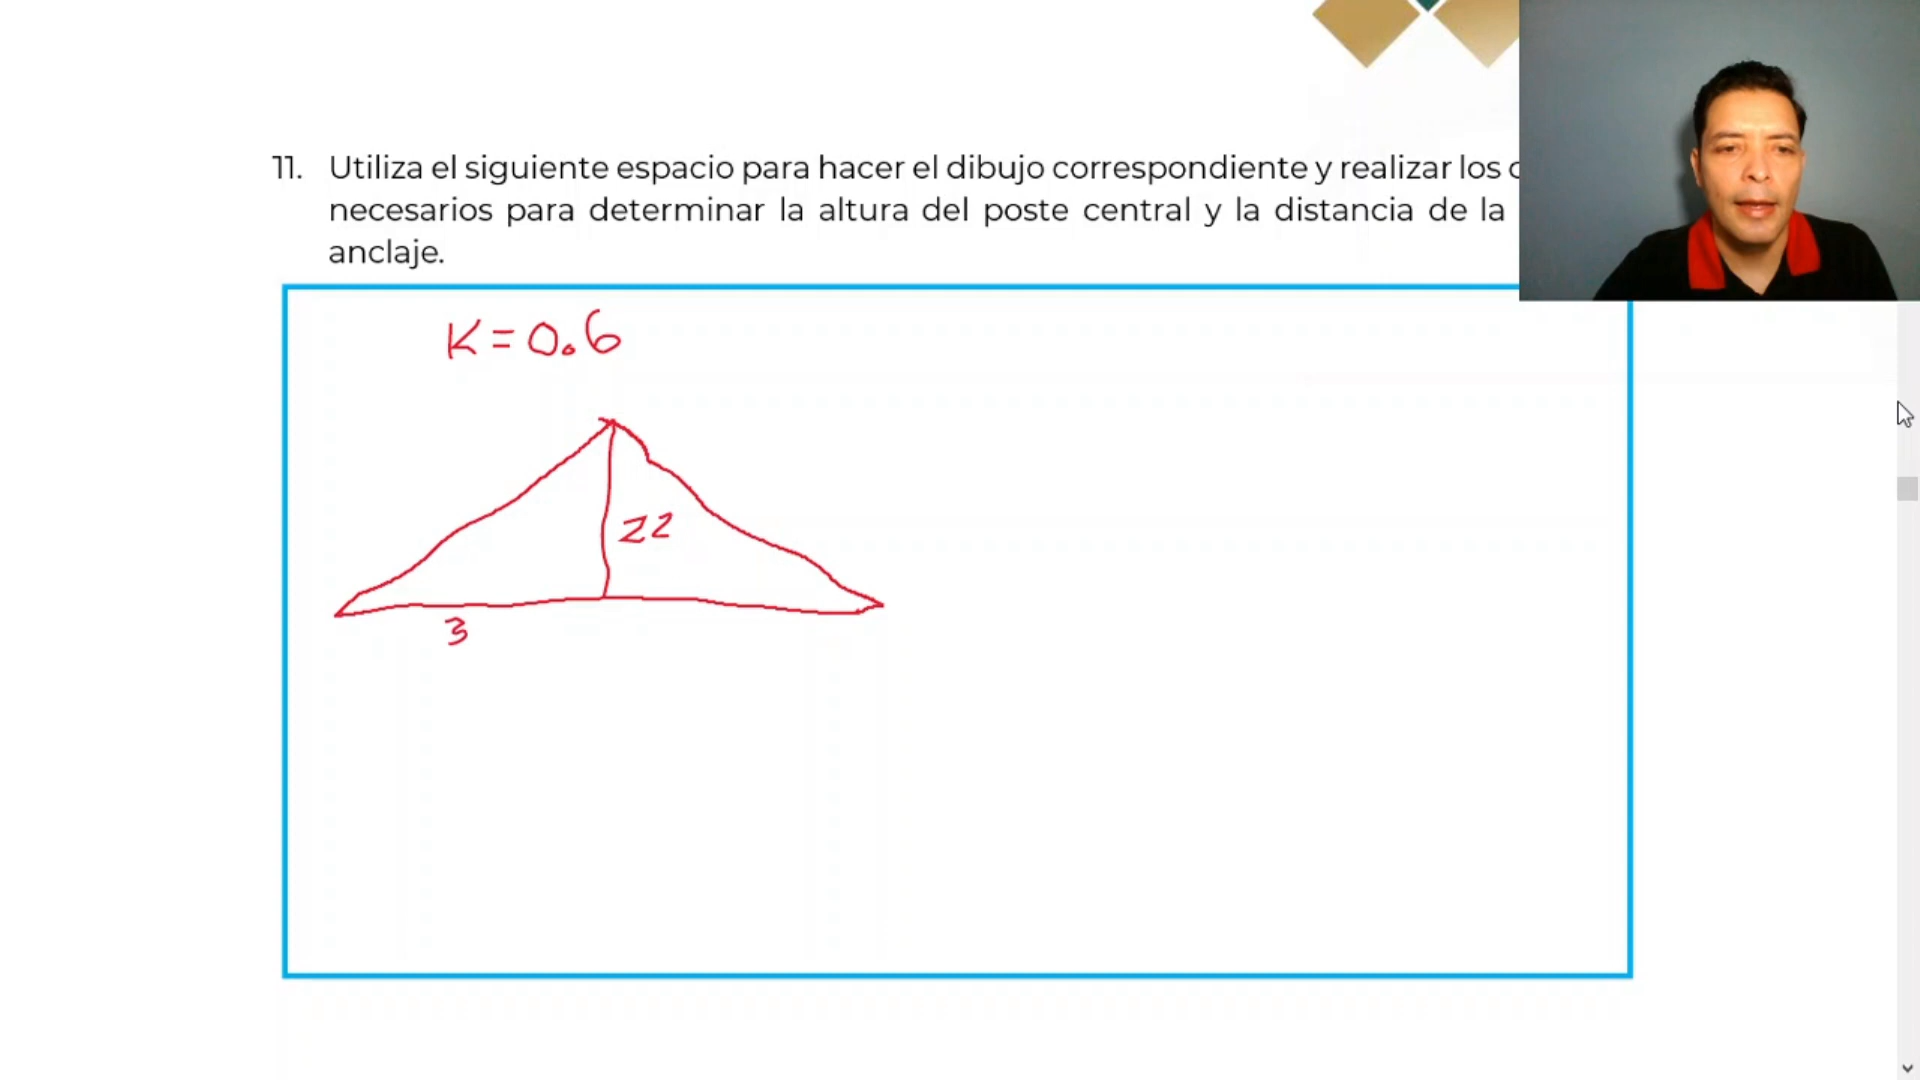 11. Utiliza el siguiente espacio para hacer el dibujo correspondiente y realizar los
necesarios para determinar la altura del poste central y la distancia de la
anclaje.
K=0.6
22
3